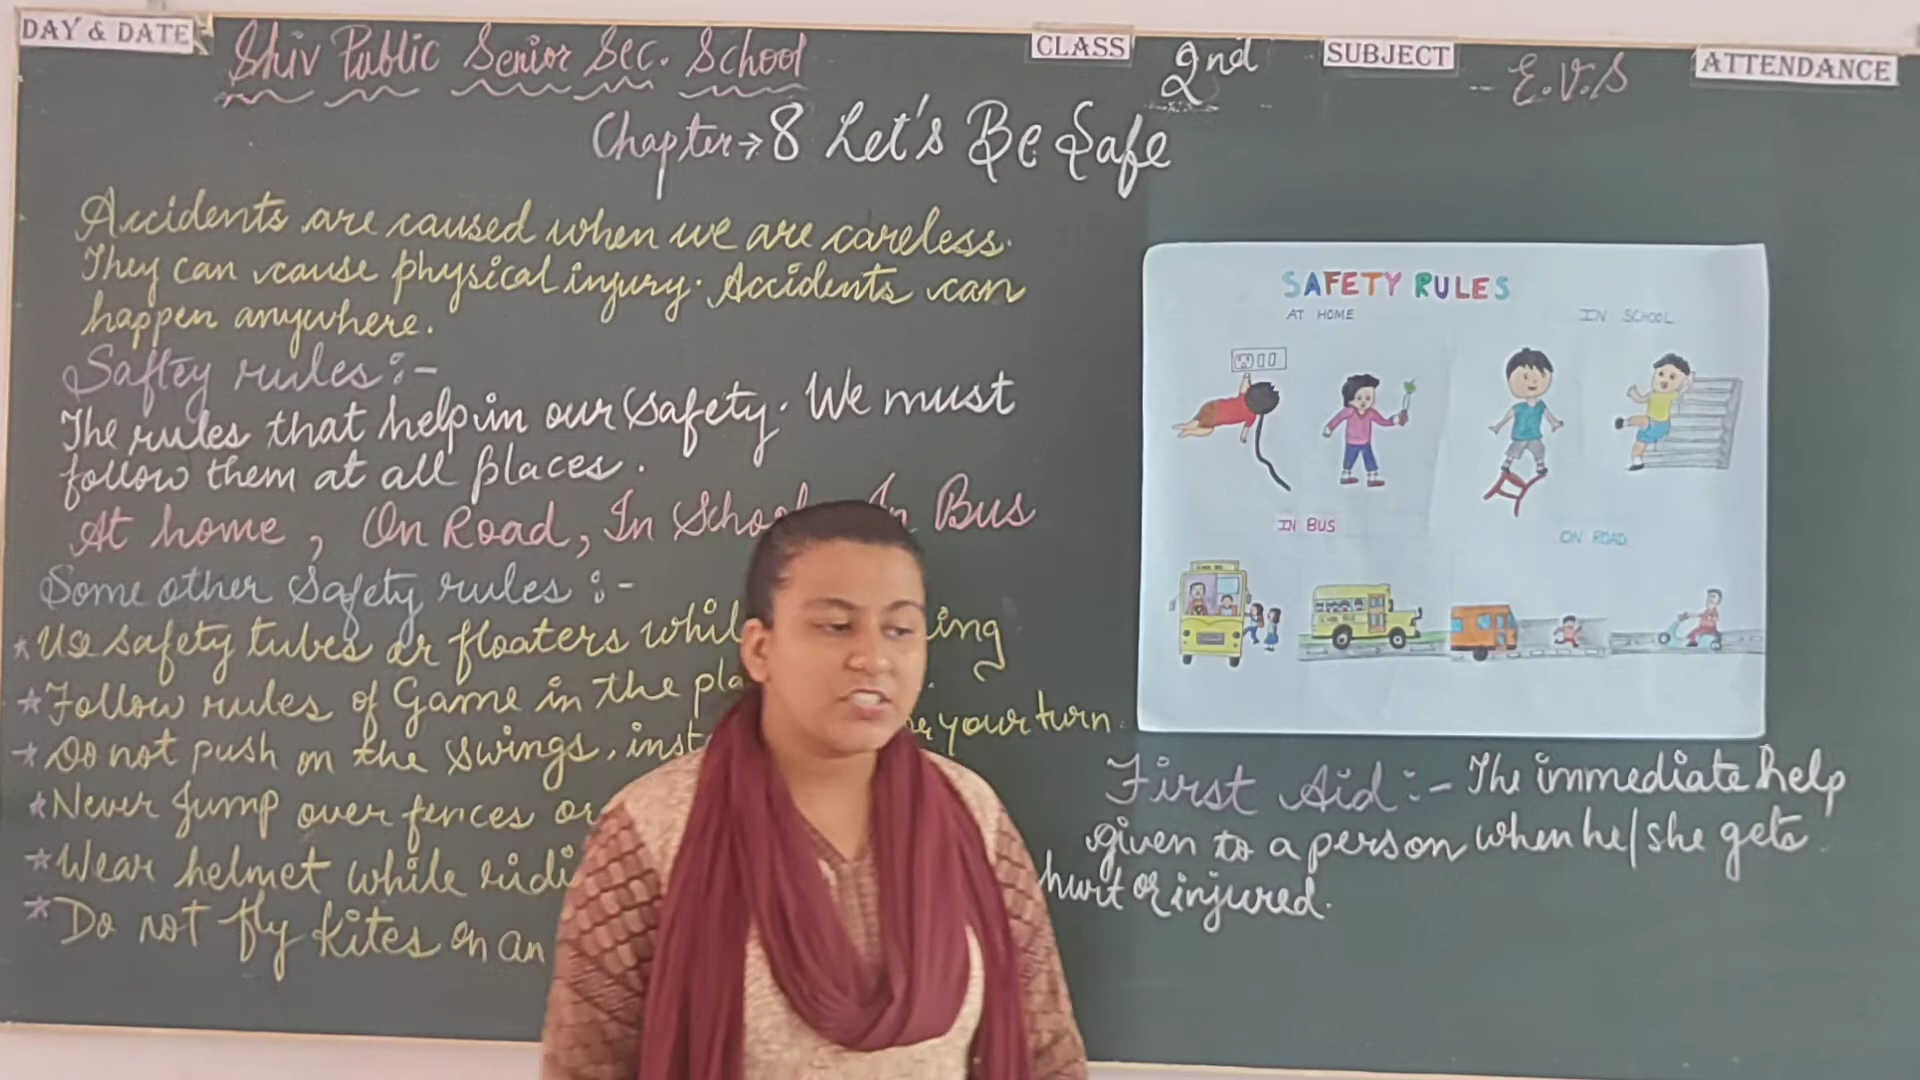 DAY & DATE
Shiv Public Senior Sec. School
CLASS
2nd
SUBJECT
E.V.S
ATTENDANCE
Chapter → 8 Let's Be Safe
Accidents are caused when we are careless.
They can cause physical injury. Accidents can
happen anywhere.
Saftey rules :-
The rules that help in our safety. We must
follow them at all places.
At home, On Road, In School, In Bus
Some other safety rules :-
* Use safety tubes or floaters ing
* Follow rules of Game in the
* Do not push on the swings, your turn.
* Never Jump over fences or
* Wear helmet while
* Do not fly kites on an
SAFETY RULES
AT HOME
IN SCHOOL
IN BUS
ON ROAD
SCHOOL BUS
First Aid :- The immediate help
given to a person when he/she gets
hurt or injured.